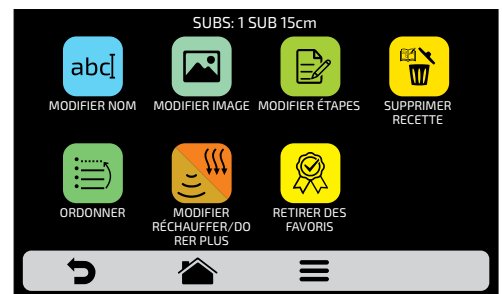 SUBS: 1 SUB 15cm
abc
MODIFIER NOM
MODIFIER IMAGE
MODIFIER ÉTAPES
SUPPRIMER
RECETTE
ORDONNER
MODIFIER
RÉCHAUFFER/DO
RER PLUS
RETIRER DES
FAVORIS